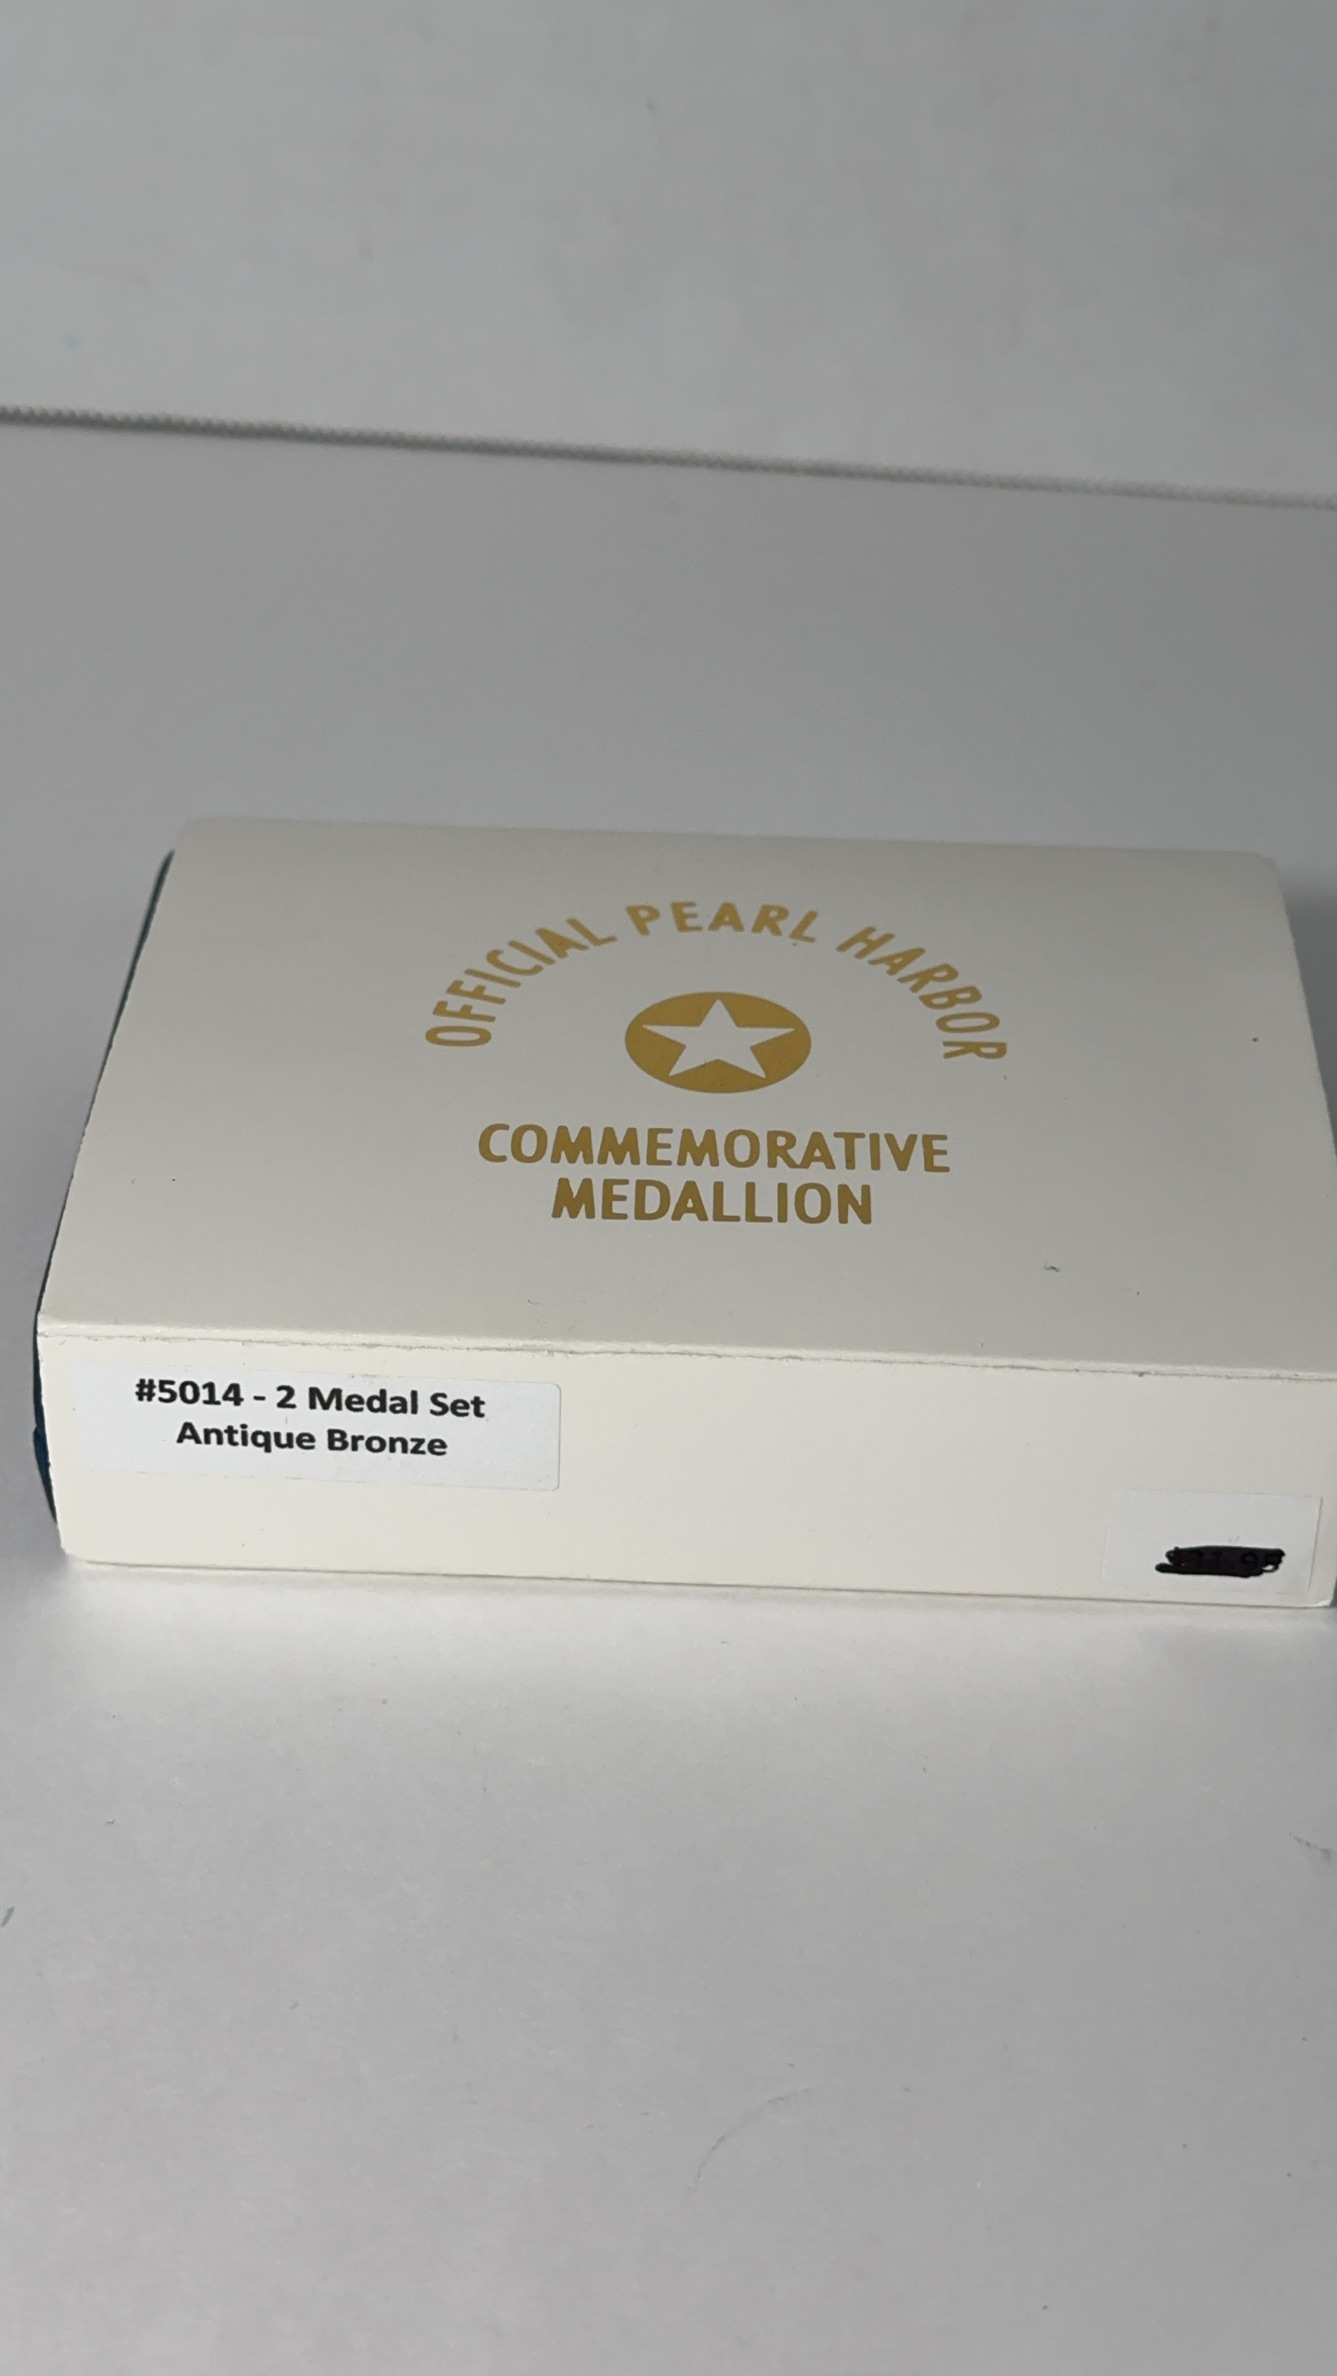 OFFICIAL PEARL HARBOR
COMMEMORATIVE
MEDALLION
#5014 - 2 Medal Set
Antique Bronze